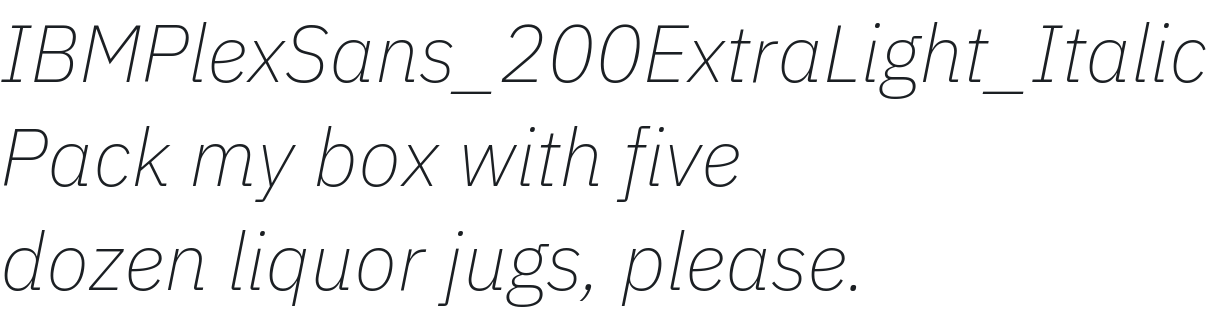 IBMPlexSans_200ExtraLight_Italic
Pack my box with five
dozen liquor jugs, please.